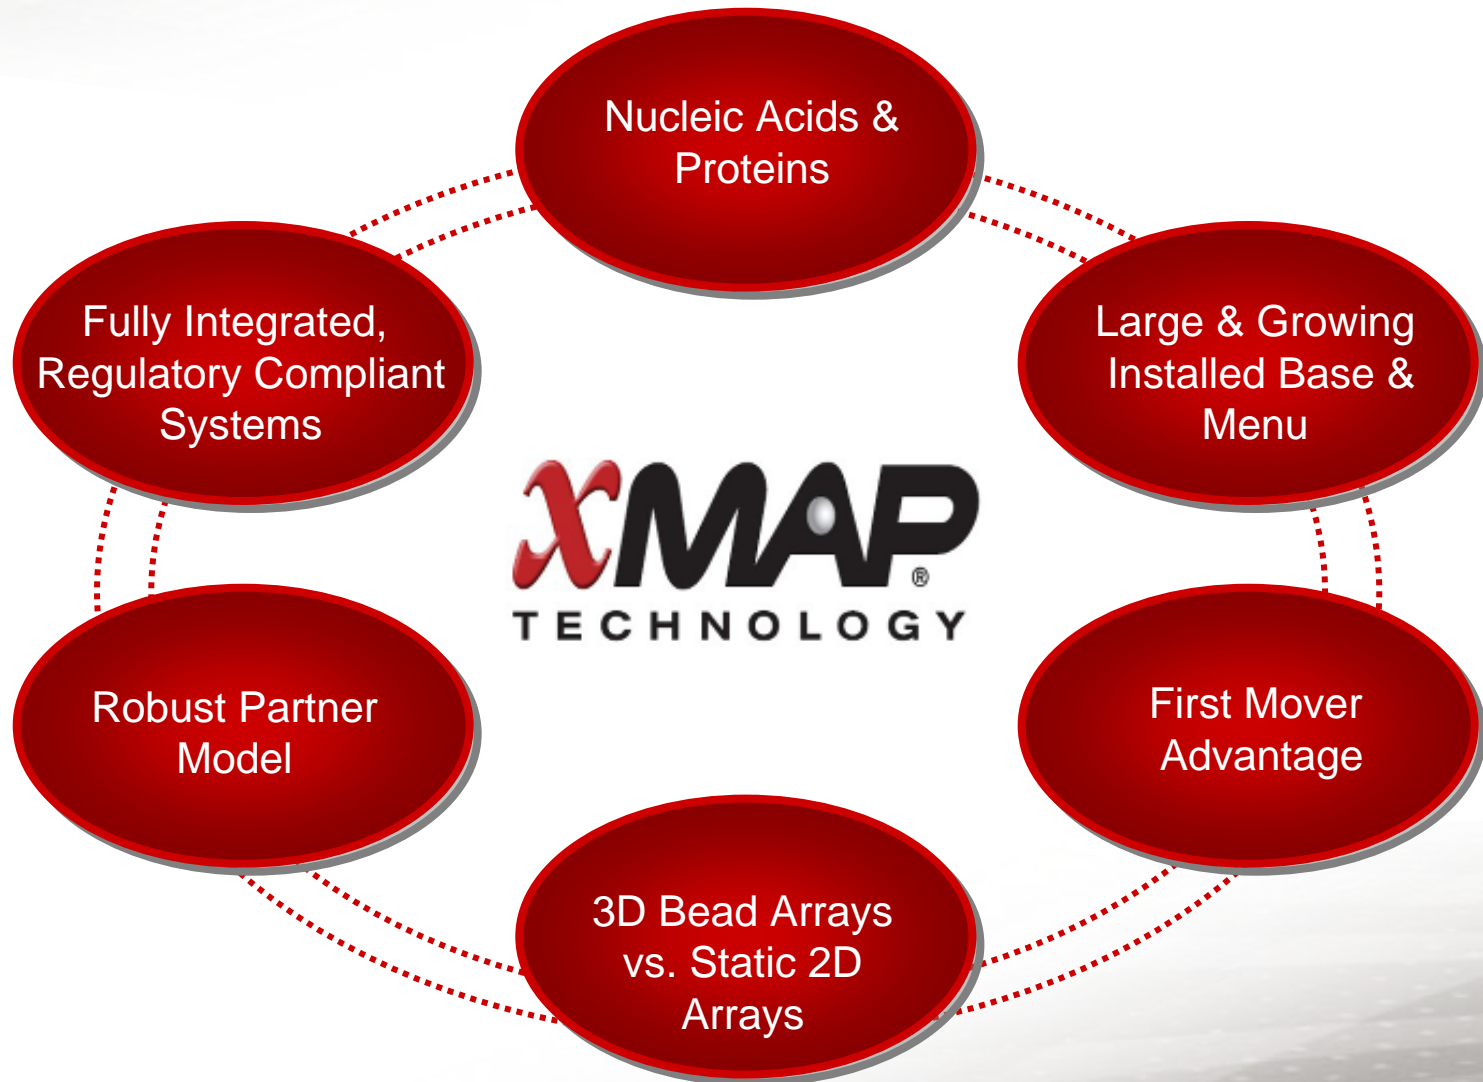 Nucleic Acids &
Proteins
Fully Integrated,
Regulatory Compliant
Systems
Large & Growing
Installed Base &
Menu
xMAP®
TECHNOLOGY
Robust Partner
Model
First Mover
Advantage
3D Bead Arrays
vs. Static 2D
Arrays